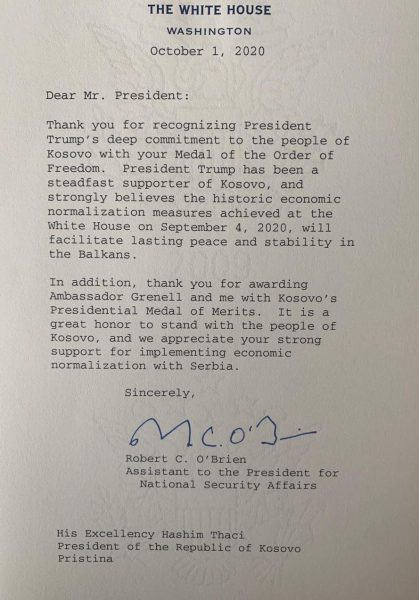 THE WHITE HOUSE
WASHINGTON
October 1, 2020
Dear Mr. President:
Thank you for recognizing President
Trump's deep commitment to the people of
Kosovo with your Medal of the Order of
Freedom. President Trump has been a
steadfast supporter of Kosovo, and
strongly believes the historic economic
normalization measures achieved at the
White House on September 4, 2020, will
facilitate lasting peace and stability in
the Balkans.
In addition, thank you for awarding
Ambassador Grenell and me with Kosovo's
Presidential Medal of Merits. It is a
great honor to stand with the people of
Kosovo, and we appreciate your strong
support for implementing economic
normalization with Serbia.
Sincerely,
Robert C. O'Brien
Assistant to the President for
National Security Affairs
His Excellency Hashim Thaci
President of the Republic of Kosovo
Pristina